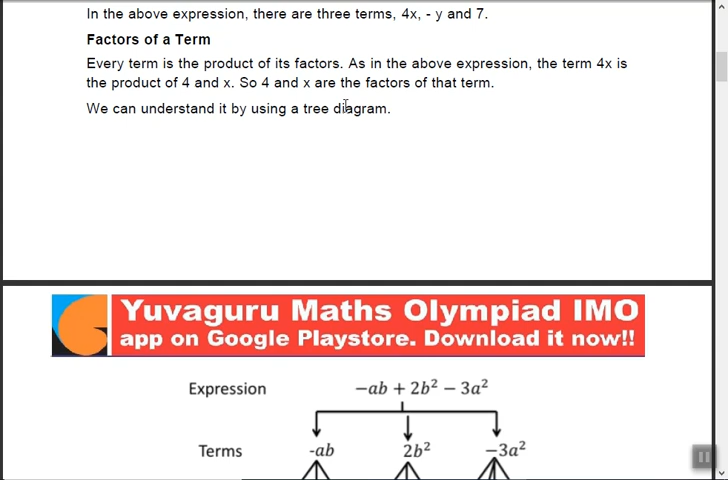 In the above expression, there are three terms, 4x, - y and 7.
Factors of a Term
Every term is the product of its factors. As in the above expression, the term 4x is
the product of 4 and x. So 4 and x are the factors of that term.
We can understand it by using a tree diagram.
Yuvaguru Maths Olympiad IMO
app on Google Playstore. Download it now!!
Expression −ab + 2b² − 3a²
Terms -ab 2b² −3a²